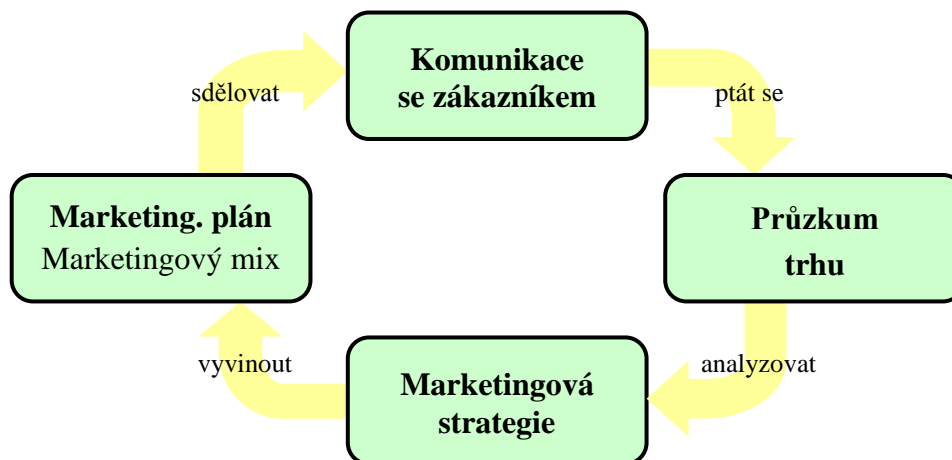 Komunikace
se zákazníkem
sdělovat
ptát se
Marketing. plán
Marketingový mix
Průzkum
trhu
vyvinout
analyzovat
Marketingová
strategie